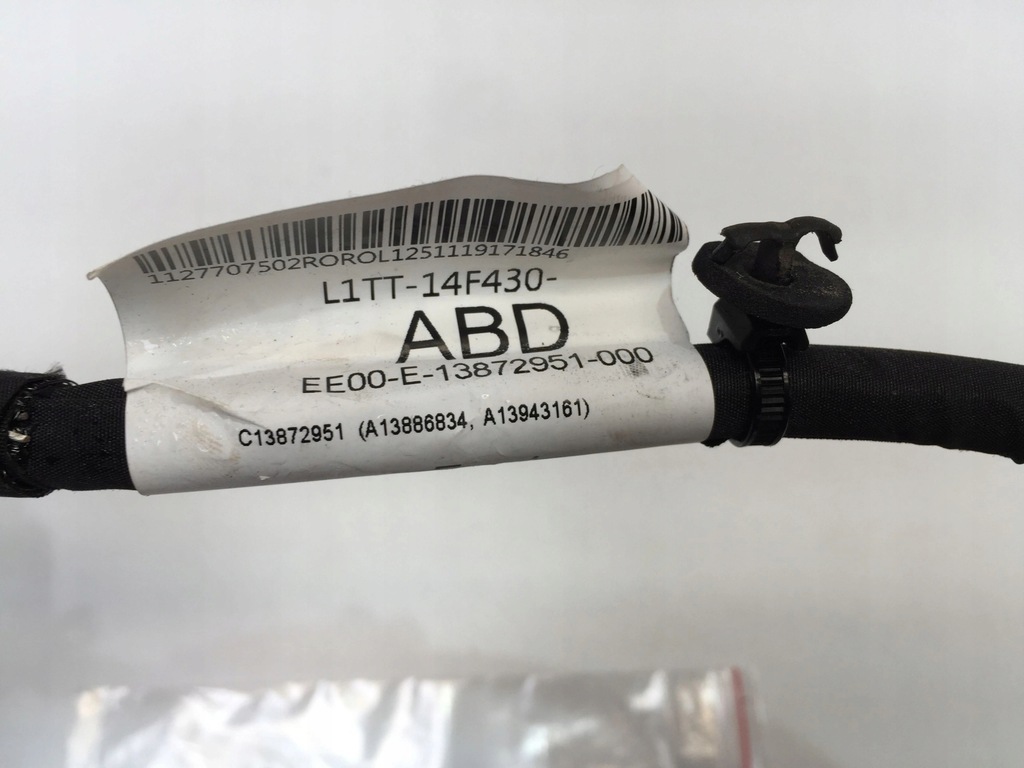 1127707502ROROL1251119171846
L1TT-14F430-
ABD
EE00-E-13872951-000
C13872951 (A13886834, A13943161)